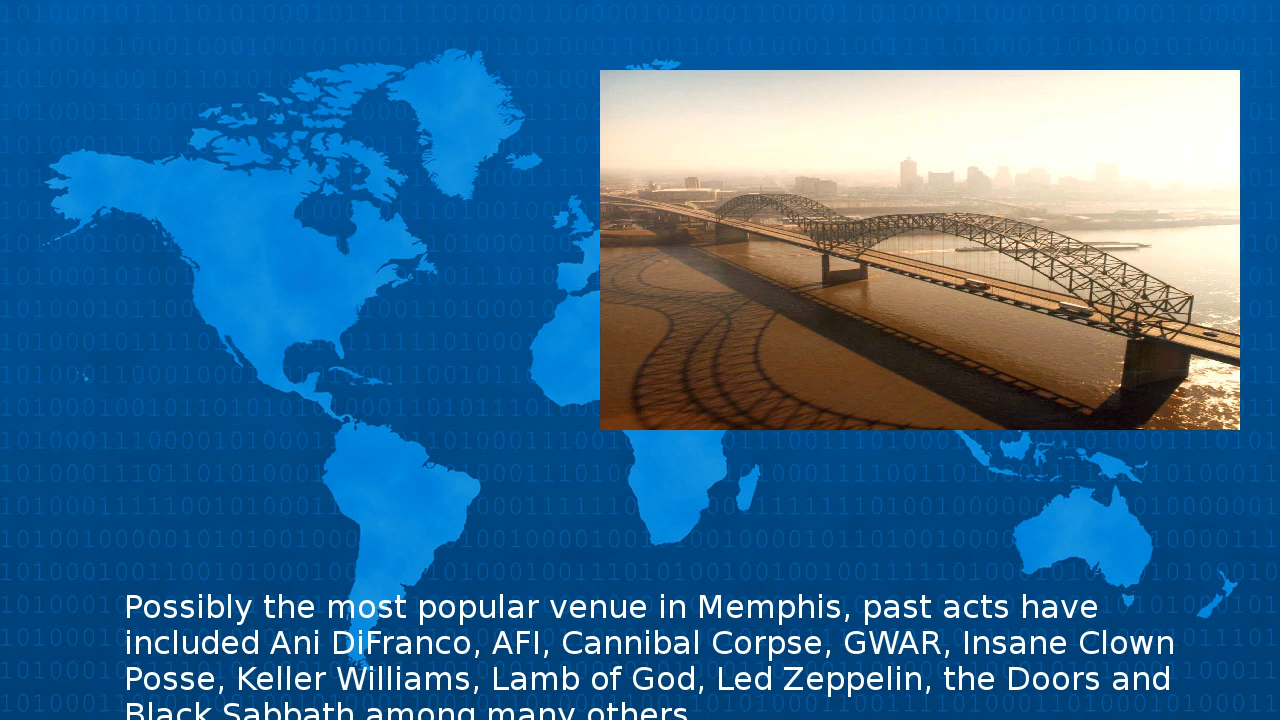 Possibly the most popular venue in Memphis, past acts have
included Ani DiFranco, AFI, Cannibal Corpse, GWAR, Insane Clown
Posse, Keller Williams, Lamb of God, Led Zeppelin, the Doors and
Black Sabbath among many others